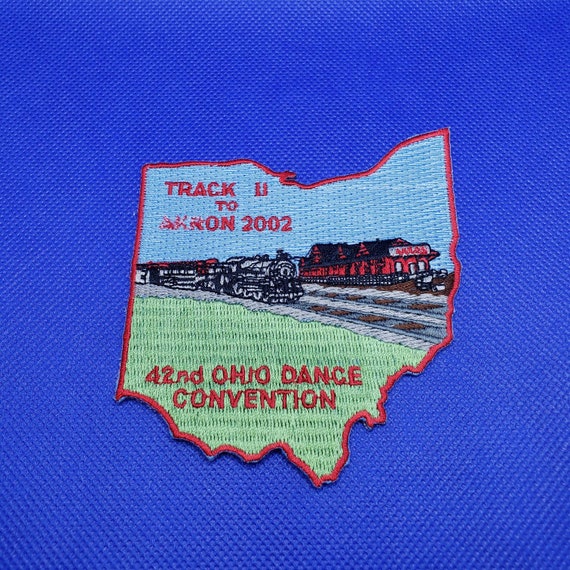 TRACK II
TO
AKRON 2002
42nd OHIO DANCE
CONVENTION